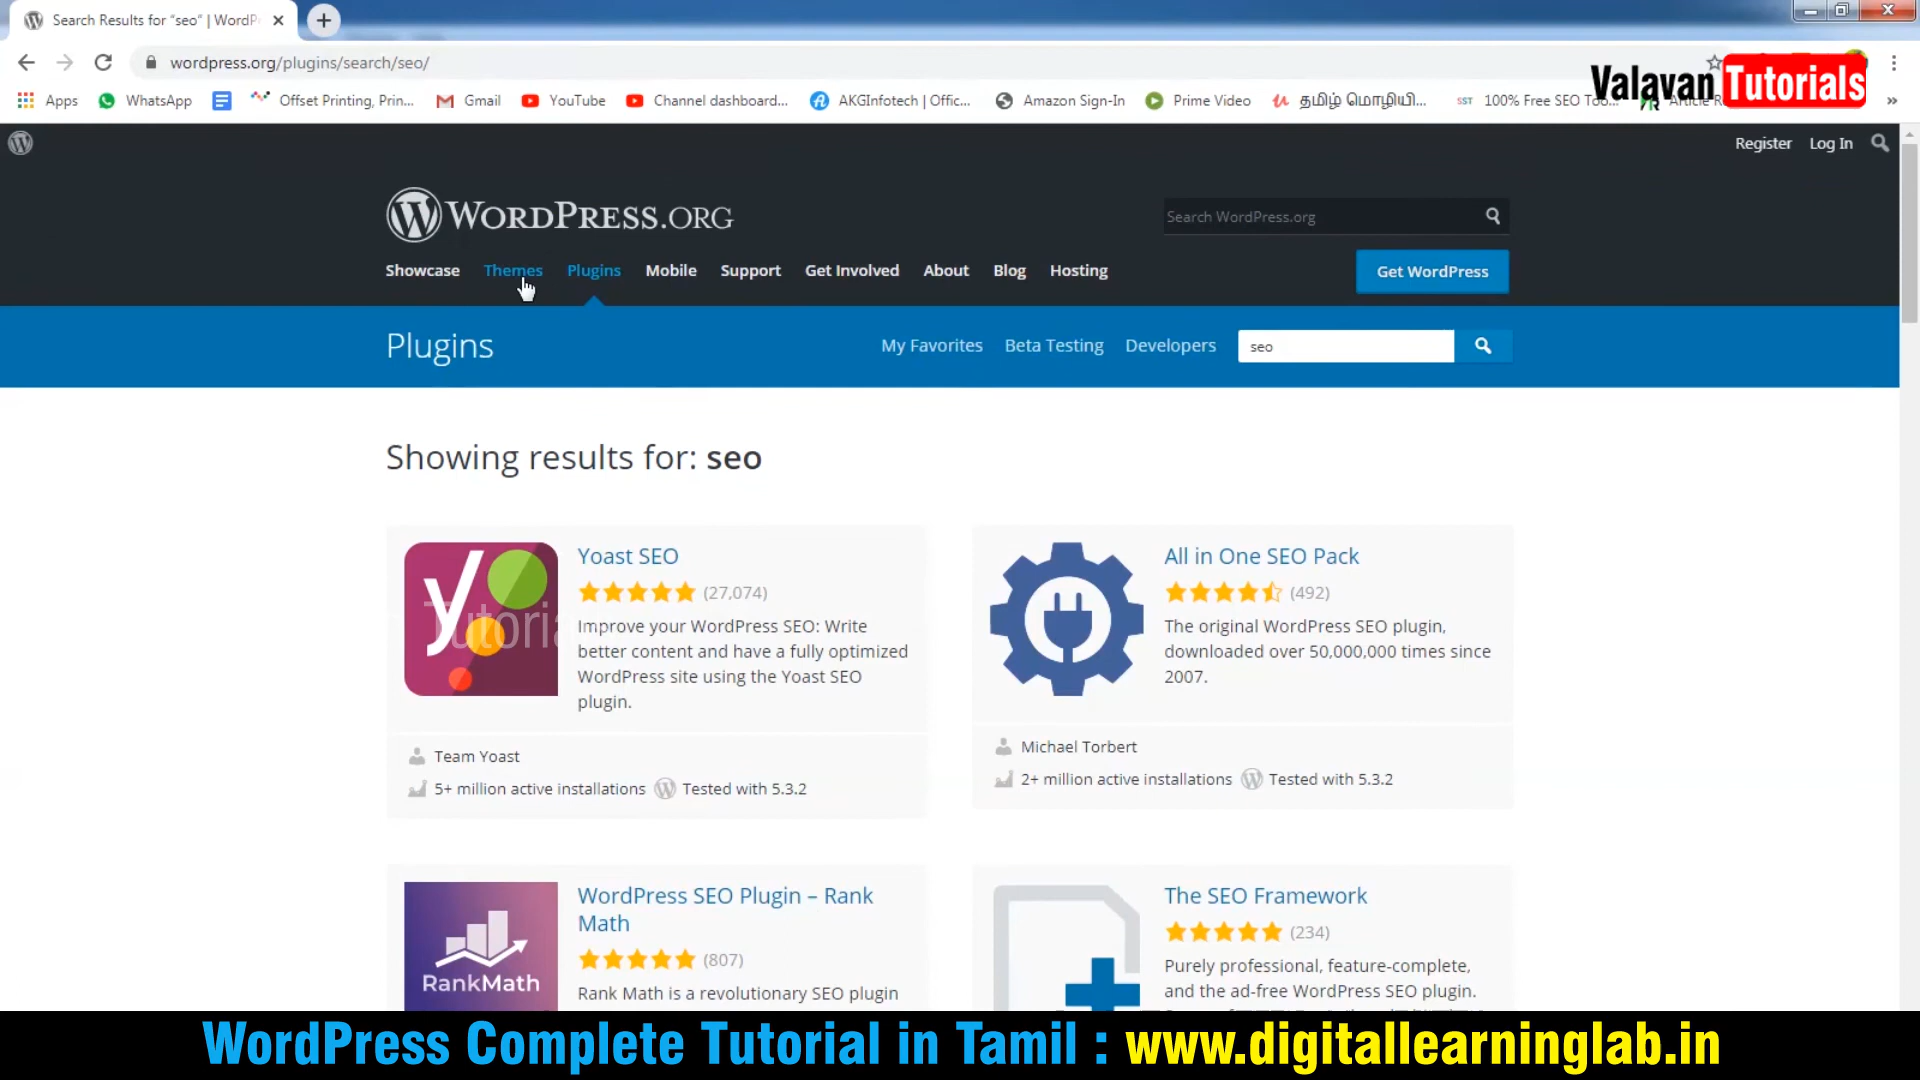 Search Results for “seo” | WordP
wordpress.org/plugins/search/seo/
Valavan Tutorials
Apps WhatsApp Offset Printing, Prin... Gmail YouTube Channel dashboard... AKGInfotech | Offic... Amazon Sign-In Prime Video தமிழ் மொழியி... SST 100% Free SEO Too... Article R
Register Log In
WORDPRESS.ORG
Search WordPress.org
Showcase Themes Plugins Mobile Support Get Involved About Blog Hosting
Get WordPress
Plugins
My Favorites Beta Testing Developers
seo
Showing results for: seo
Yoast SEO
(27,074)
Improve your WordPress SEO: Write
better content and have a fully optimized
WordPress site using the Yoast SEO
plugin.
Tutoria
Team Yoast
5+ million active installations Tested with 5.3.2
All in One SEO Pack
(492)
The original WordPress SEO plugin,
downloaded over 50,000,000 times since
2007.
Michael Torbert
2+ million active installations Tested with 5.3.2
RankMath
WordPress SEO Plugin – Rank
Math
(807)
Rank Math is a revolutionary SEO plugin
The SEO Framework
(234)
Purely professional, feature-complete,
and the ad-free WordPress SEO plugin.
WordPress Complete Tutorial in Tamil : www.digitallearninglab.in